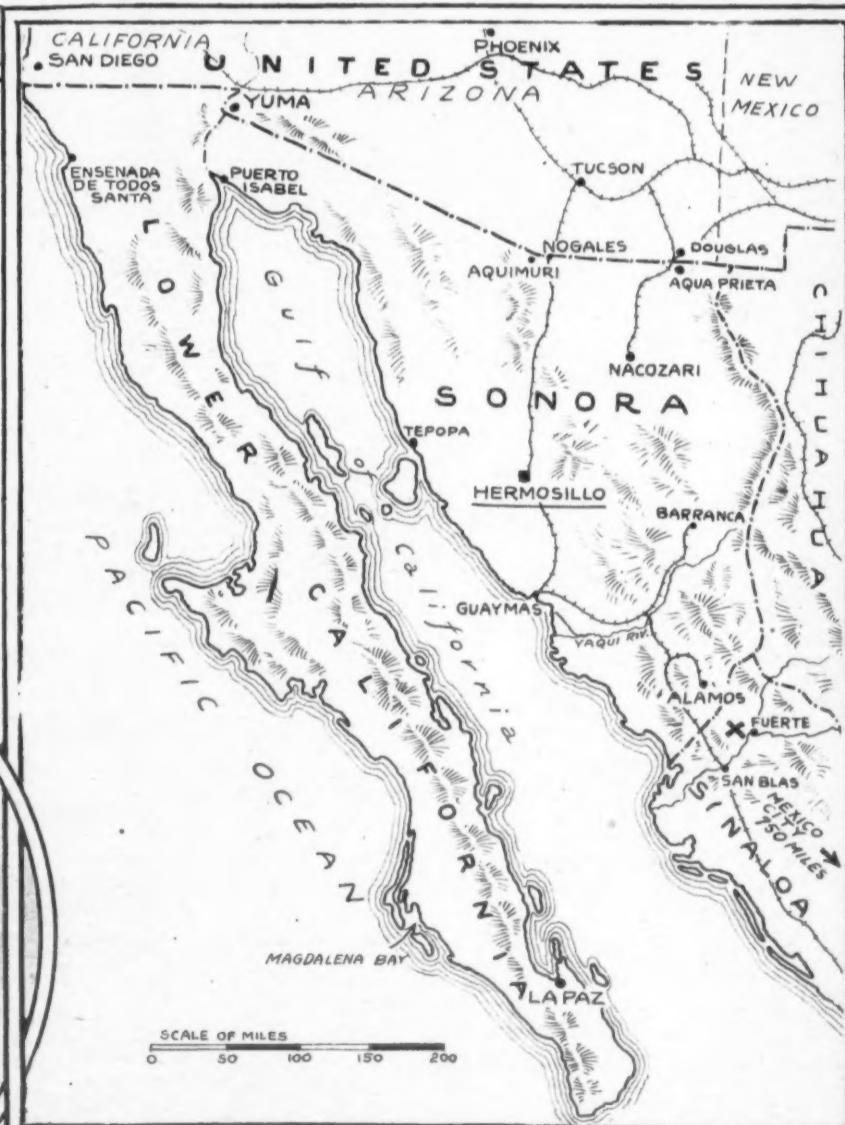 CALIFORNIA
SAN DIEGO
UNITED STATES
PHOENIX
ARIZONA
NEW
MEXICO
YUMA
ENSENADA
DE TODOS
SANTA
PUERTO
ISABEL
TUCSON
NOGALES
AQUIMURI
DOUGLAS
AQUA PRIETA
CHIHUAHUA
NACOZARI
SONORA
Gulf
California
TEPOPA
HERMOSILLO
BARRANCA
LOWER CALIFORNIA
PACIFIC OCEAN
GUAYMAS
YAQUI RIV.
ALAMOS
FUERTE
SAN BLAS
SINALOA
MEXICO
CITY
750 MILES
MAGDALENA BAY
LA PAZ
SCALE OF MILES
0 50 100 150 200